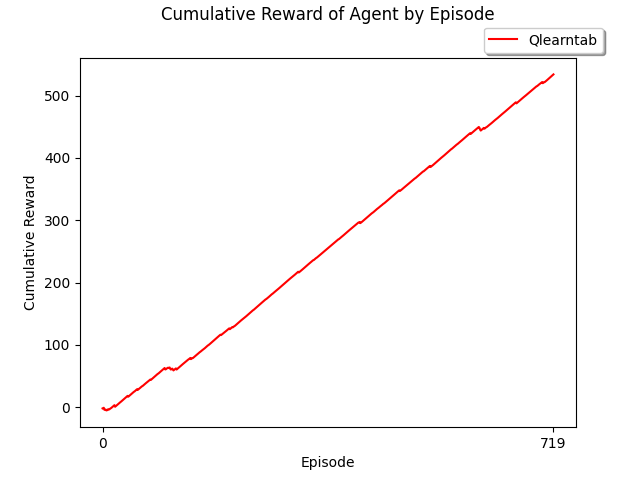 Cumulative Reward of Agent by Episode
Qlearntab
500
400
300
200
100
0
Cumulative Reward
0
719
Episode